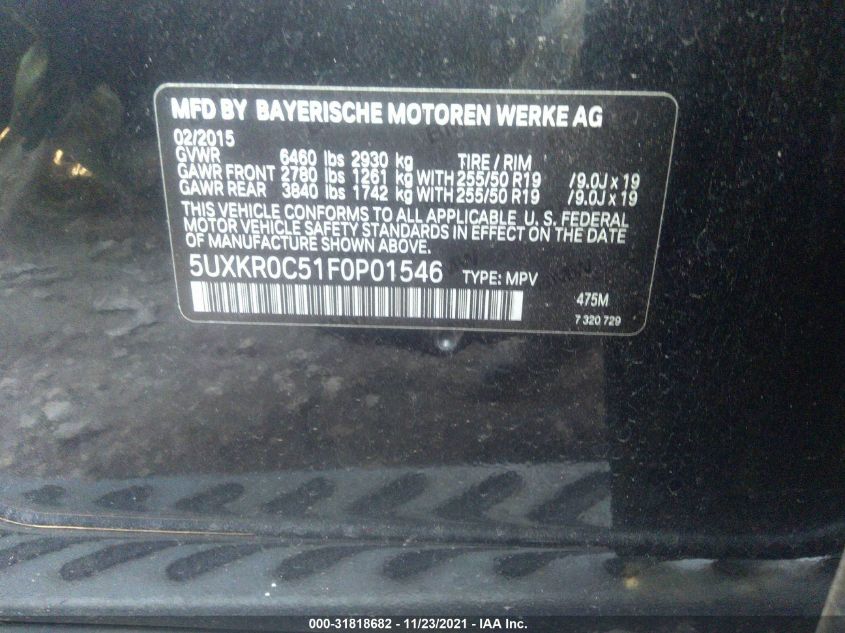 MFD BY BAYERISCHE MOTOREN WERKE AG
02/2015
GVWR 6460 lbs 2930 kg TIRE / RIM
GAWR FRONT 2780 lbs 1261 kg WITH 255/50 R19 /9.0J x 19
GAWR REAR 3840 lbs 1742 kg WITH 255/50 R19 /9.0J x 19
THIS VEHICLE CONFORMS TO ALL APPLICABLE U. S. FEDERAL
MOTOR VEHICLE SAFETY STANDARDS IN EFFECT ON THE DATE
OF MANUFACTURE SHOWN ABOVE.
5UXKR0C51F0P01546 TYPE: MPV
475M
7 320 729
000-31818682 - 11/23/2021 - IAA Inc.